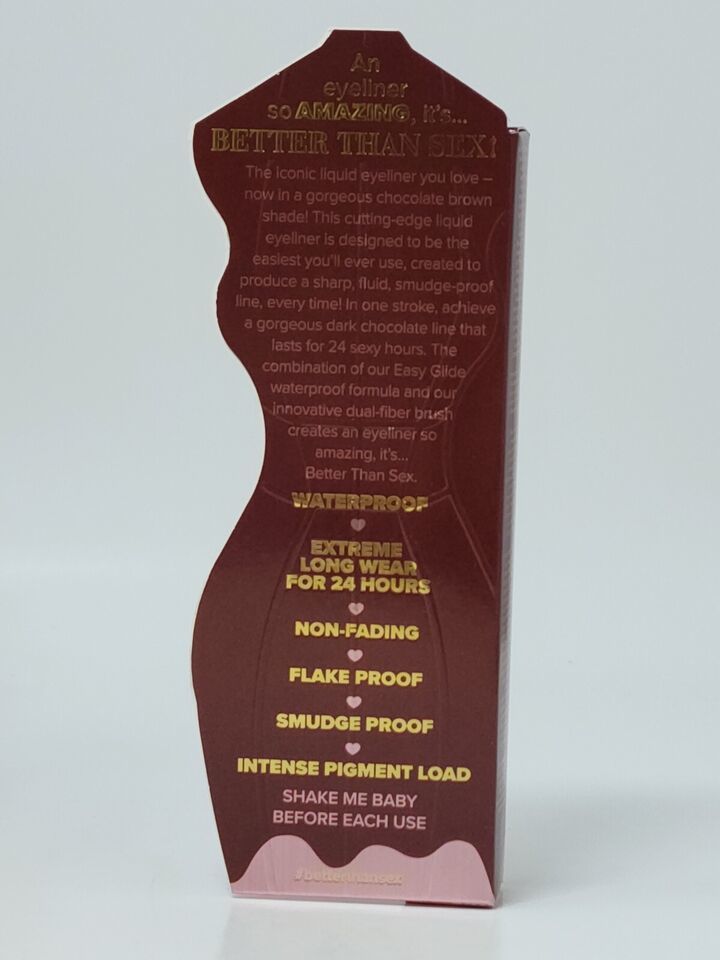 An
eyeliner
so AMAZING, it's...
BETTER THAN SEX!
The iconic liquid eyeliner you love –
now in a gorgeous chocolate brown
shade! This cutting-edge liquid
eyeliner is designed to be the
easiest you'll ever use, created to
produce a sharp, fluid, smudge-proof
line, every time! In one stroke, achieve
a gorgeous dark chocolate line that
lasts for 24 sexy hours. The
combination of our Easy Glide
waterproof formula and our
innovative dual-fiber brush
creates an eyeliner so
amazing, it's...
Better Than Sex.
WATERPROOF
EXTREME
LONG WEAR
FOR 24 HOURS
NON-FADING
FLAKE PROOF
SMUDGE PROOF
INTENSE PIGMENT LOAD
SHAKE ME BABY
BEFORE EACH USE
#betterthansex